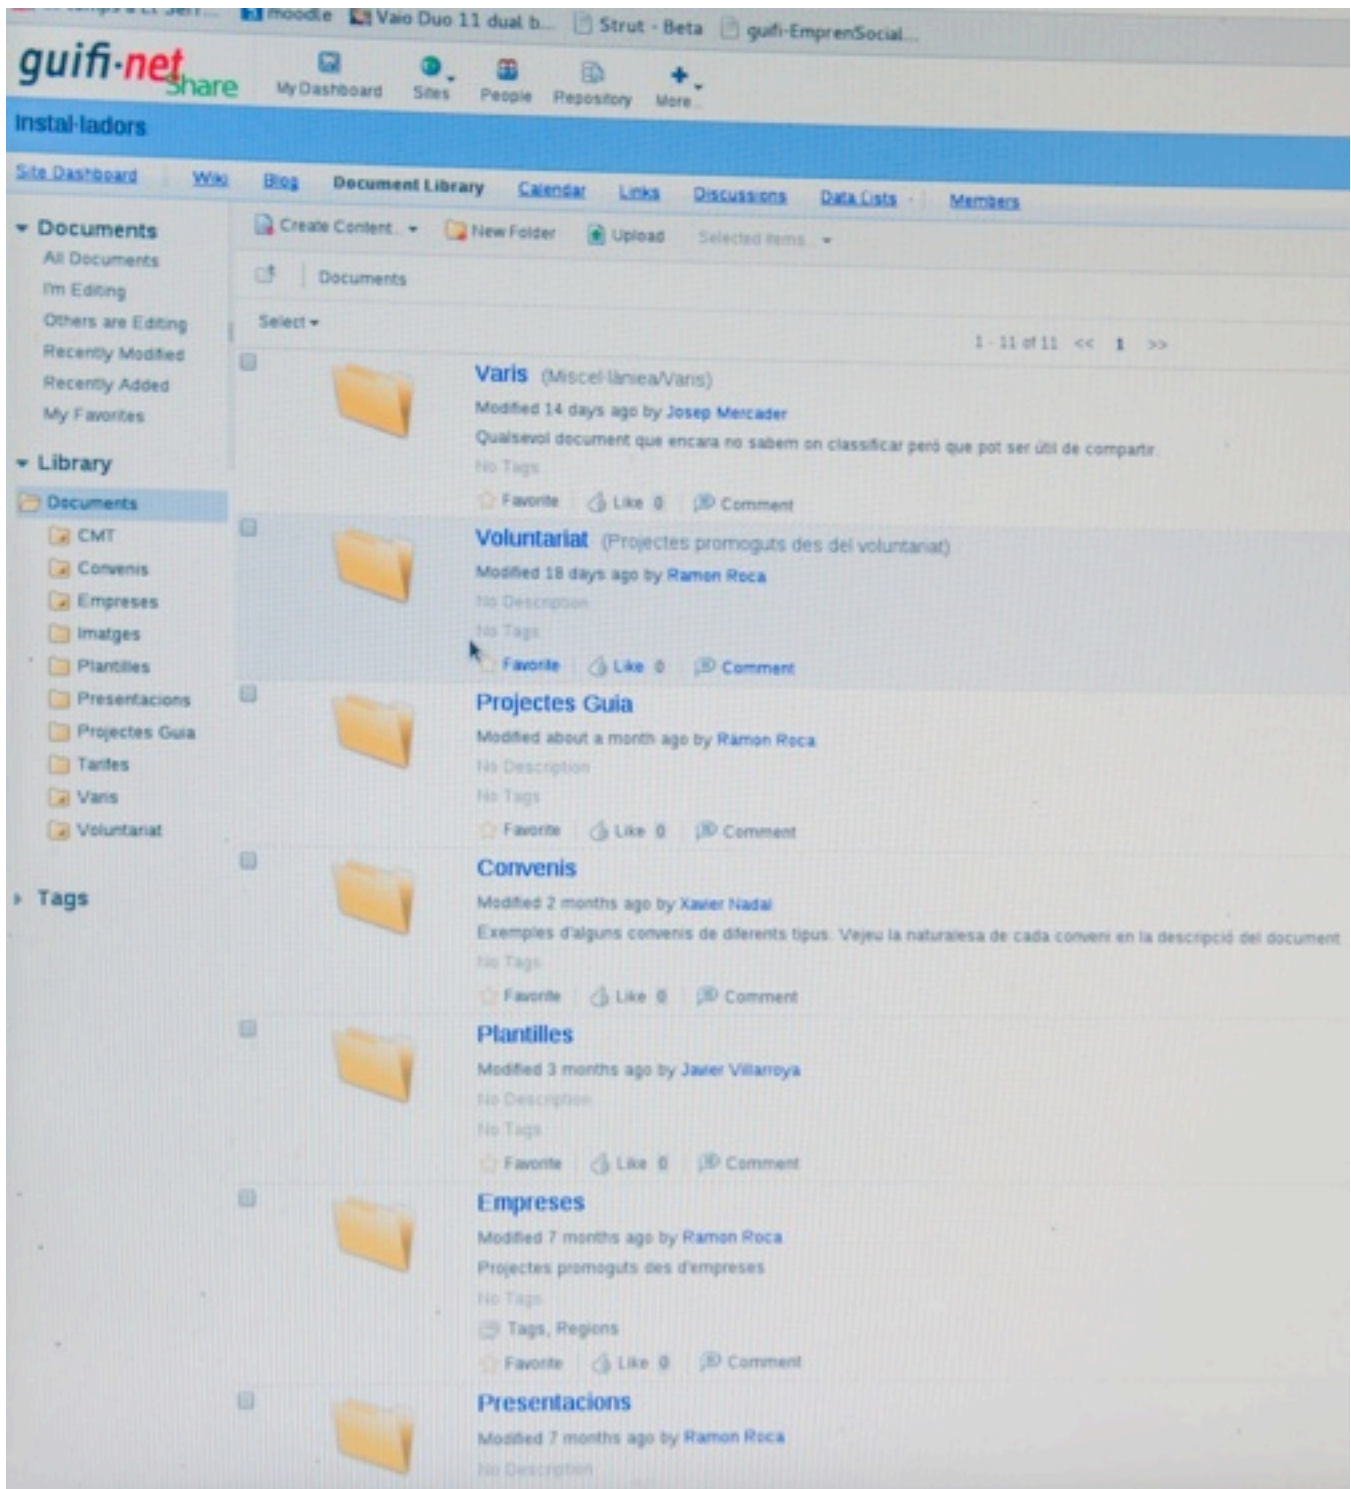 moodle Vaio Duo 11 dual b... Strut - Beta guifi-EmprenSocial...
guifi·net
Share
My Dashboard Sites People Repository More...
Instal·ladors
Site Dashboard Wiki Blog Document Library Calendar Links Discussions Data Lists Members
Documents
Create Content... New Folder Upload Selected Items...
All Documents
Documents
I'm Editing
Others are Editing
Select
1 - 11 of 11 << 1 >>
Recently Modified
Recently Added
My Favorites
Library
Documents
CMT
Convenis
Empreses
Imatges
Plantilles
Presentacions
Projectes Guia
Tarifes
Varis
Voluntariat
Tags
Varis (Miscel·lània/Varis)
Modified 14 days ago by Josep Mercader
Qualsevol document que encara no sabem on classificar peró que pot ser útil de compartir.
No Tags
Favorite Like 0 Comment
Voluntariat (Projectes promoguts des del voluntariat)
Modified 18 days ago by Ramon Roca
No Description
No Tags
Favorite Like 0 Comment
Projectes Guia
Modified about a month ago by Ramon Roca
No Description
No Tags
Favorite Like 0 Comment
Convenis
Modified 2 months ago by Xavier Nadal
Exemples d'alguns convenis de diferents tipus. Vejeu la naturalesa de cada conveni en la descripció del document
No Tags
Favorite Like 0 Comment
Plantilles
Modified 3 months ago by Javier Villarroya
No Description
No Tags
Favorite Like 0 Comment
Empreses
Modified 7 months ago by Ramon Roca
Projectes promoguts des d'empreses
No Tags
Tags, Regions
Favorite Like 0 Comment
Presentacions
Modified 7 months ago by Ramon Roca
No Description